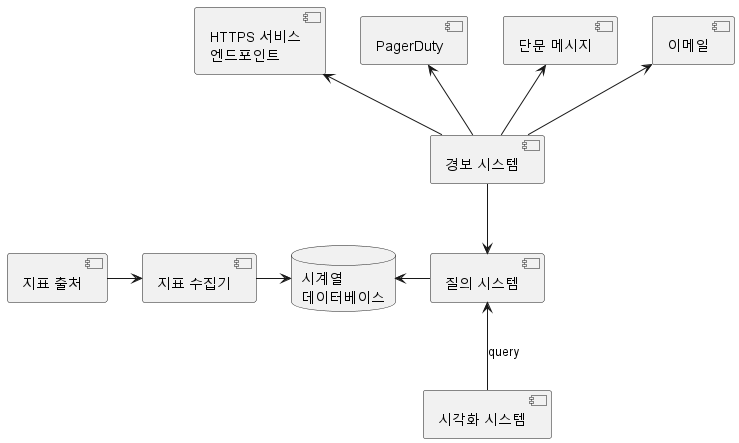 HTTPS 서비스
엔드포인트
PagerDuty
단문 메시지
이메일
경보 시스템
지표 출처
지표 수집기
시계열
데이터베이스
질의 시스템
query
시각화 시스템